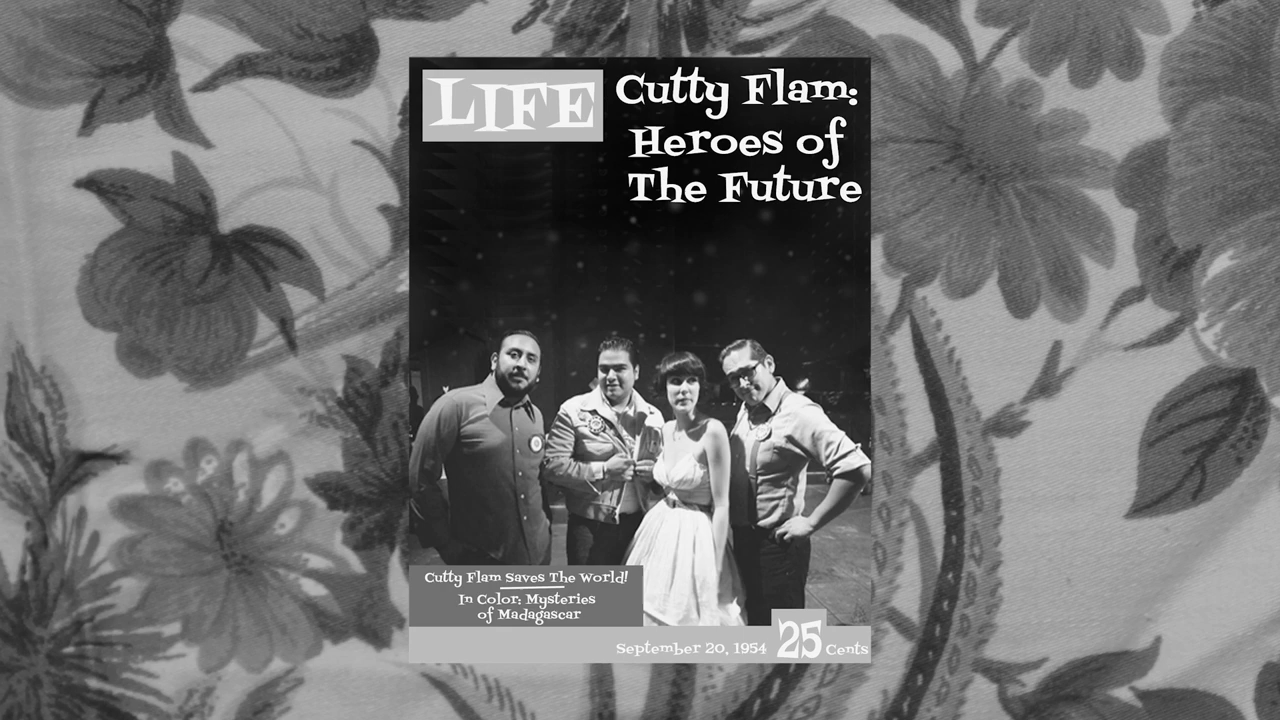 LIFE
Cutty Flam:
Heroes of
The Future
Cutty Flam Saves The World!
In Color: Mysteries
of Madagascar
September 20, 1954
25 Cents